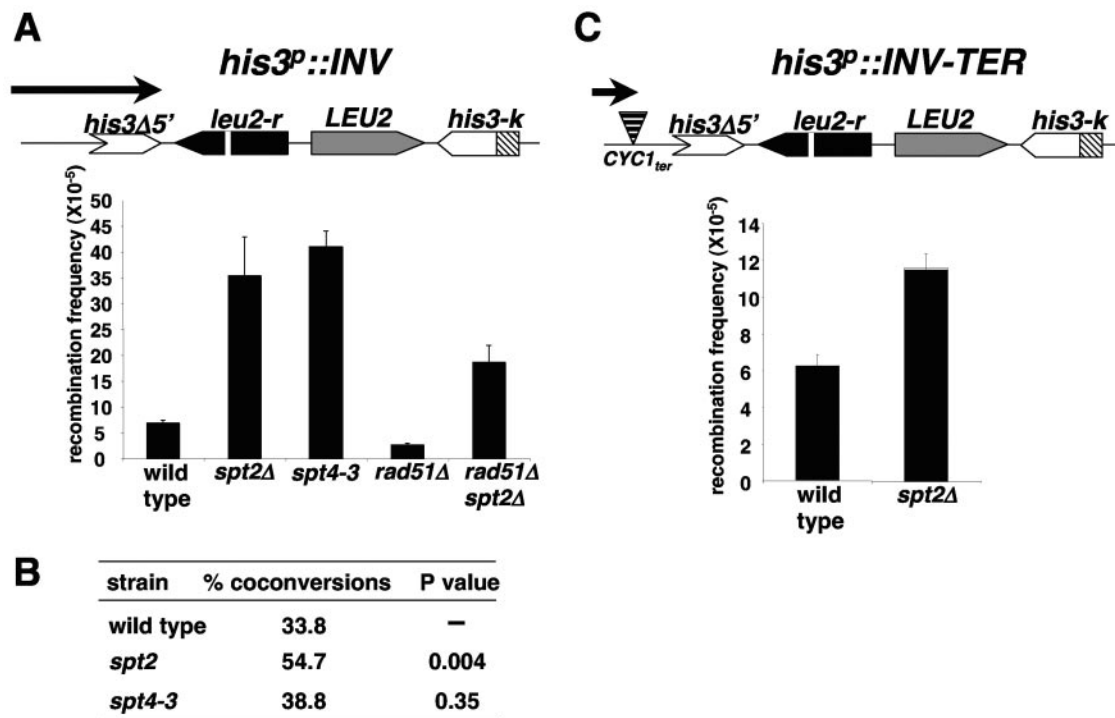 A
his3ᵖ::INV
his3Δ5' leu2-r LEU2 his3-k
recombination frequency (X10⁻⁵)
50
45
40
35
30
25
20
15
10
5
0
wild type
spt2Δ
spt4-3
rad51Δ
rad51Δ spt2Δ
B
strain % coconversions P value
wild type 33.8 –
spt2 54.7 0.004
spt4-3 38.8 0.35
C
his3ᵖ::INV-TER
his3Δ5' leu2-r LEU2 his3-k
CYC1ter
recombination frequency (X10⁻⁵)
14
12
10
8
6
4
2
0
wild type
spt2Δ